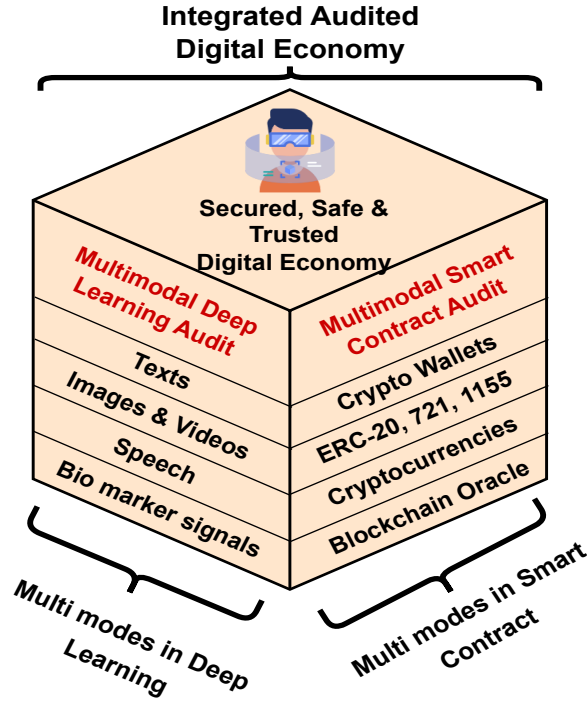 Integrated Audited
Digital Economy
Secured, Safe &
Trusted
Digital Economy
Multimodal Deep
Learning Audit
Texts
Images & Videos
Speech
Bio marker signals
Multimodal Smart
Contract Audit
Crypto Wallets
ERC-20, 721, 1155
Cryptocurrencies
Blockchain Oracle
Multi modes in Deep
Learning
Multi modes in Smart
Contract